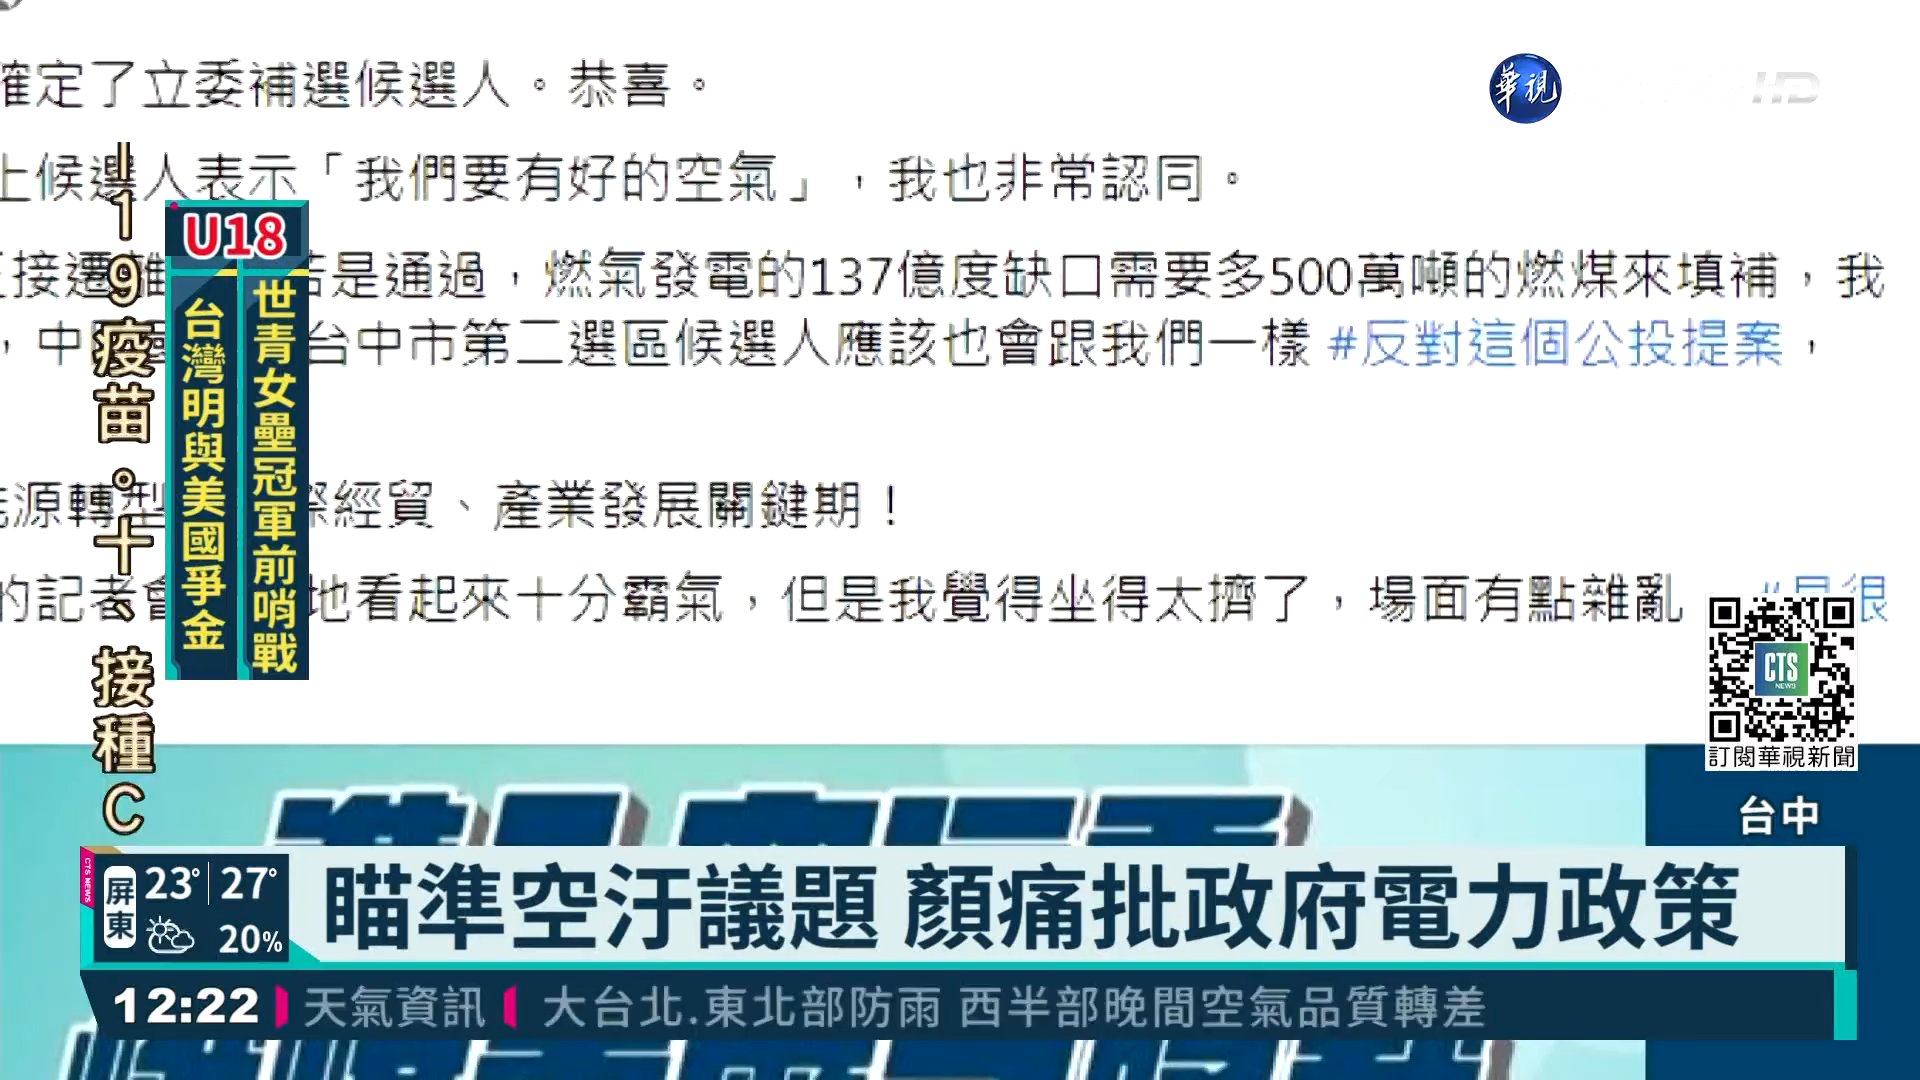 確定了立委補選候選人。恭喜。
上候選人表示「我們要有好的空氣」，我也非常認同。
接遷離
若是通過，燃氣發電的137億度缺口需要多500萬噸的燃煤來填補，我
，中
台中市第二選區候選人應該也會跟我們一樣 #反對這個公投提案，
源轉型
際經貿、產業發展關鍵期！
的記者會
地看起來十分霸氣，但是我覺得坐得太擠了，場面有點雜亂
華視
HD
-19疫苗。十、接種C
U18
世青女壘冠軍前哨戰
台灣明與美國爭金
CTS
NEWS
訂閱華視新聞
台中
CTS NEWS
屏東
23° 27°
20%
瞄準空汙議題 顏痛批政府電力政策
12:22 天氣資訊 大台北.東北部防雨 西半部晚間空氣品質轉差